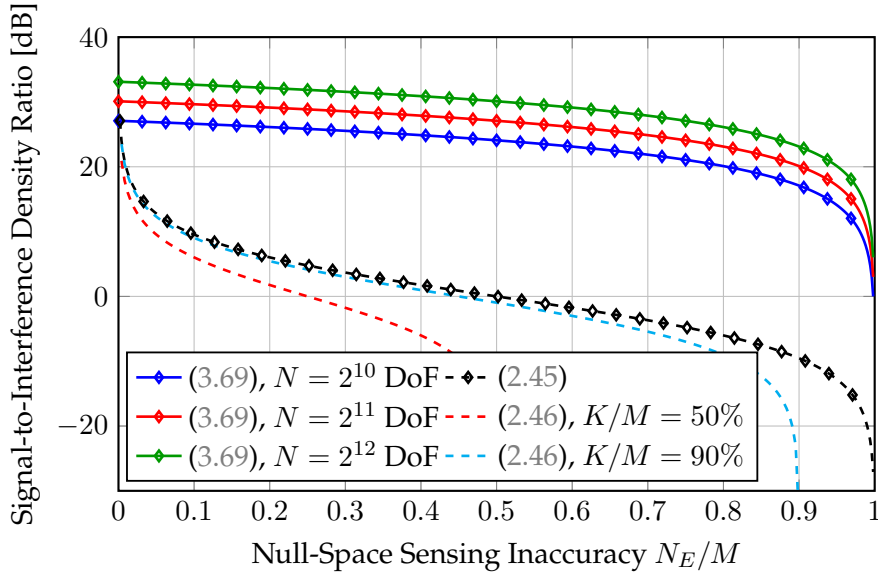 Signal-to-Interference Density Ratio [dB]
40
20
0
−20
(3.69), N = 2^10 DoF
(3.69), N = 2^11 DoF
(3.69), N = 2^12 DoF
(2.45)
(2.46), K/M = 50%
(2.46), K/M = 90%
0 0.1 0.2 0.3 0.4 0.5 0.6 0.7 0.8 0.9 1
Null-Space Sensing Inaccuracy N_E/M